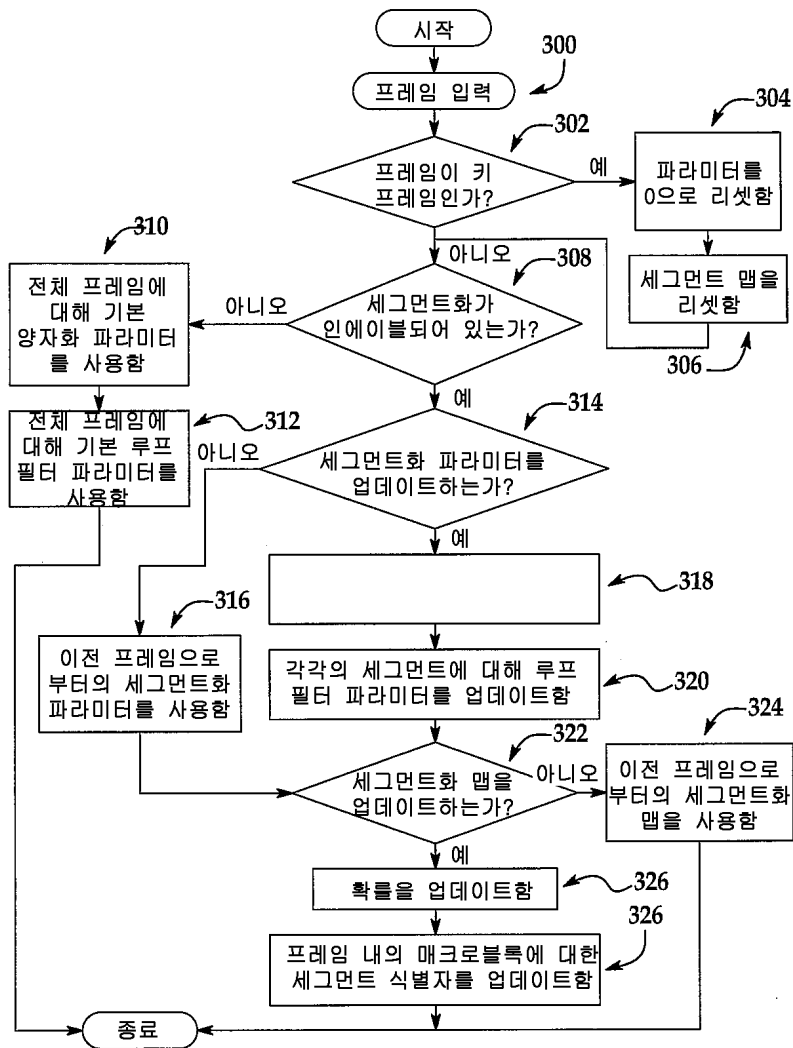 시작
300
프레임 입력
302
304
프레임이 키
프레임인가?
예
파라미터를
0으로 리셋함
310
아니오
308
세그먼트 맵을
리셋함
306
전체 프레임에
대해 기본
양자화 파라미터
를 사용함
아니오
세그먼트화가
인에이블되어 있는가?
예
314
312
전체 프레임에
대해 기본 루프
필터 파라미터를
사용함
아니오
세그먼트화 파라미터를
업데이트하는가?
예
318
316
이전 프레임으로
부터의 세그먼트화
파라미터를 사용함
각각의 세그먼트에 대해 루프
필터 파라미터를 업데이트함
320
322
324
세그먼트화 맵을
업데이트하는가?
아니오
이전 프레임으로
부터의 세그먼트화
맵을 사용함
예
확률을 업데이트함
326
326
프레임 내의 매크로블록에 대한
세그먼트 식별자를 업데이트함
종료